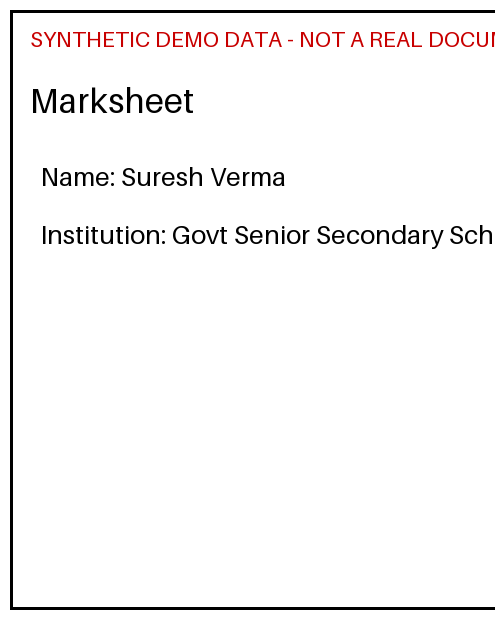 SYNTHETIC DEMO DATA - NOT A REAL
Marksheet
Name: Suresh Verma
Institution: Govt Senior Secondary